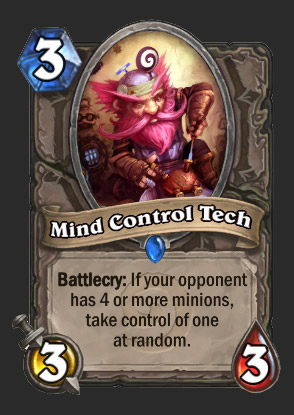 3
Mind Control Tech
Battlecry: If your opponent
has 4 or more minions,
take control of one
at random.
3
3